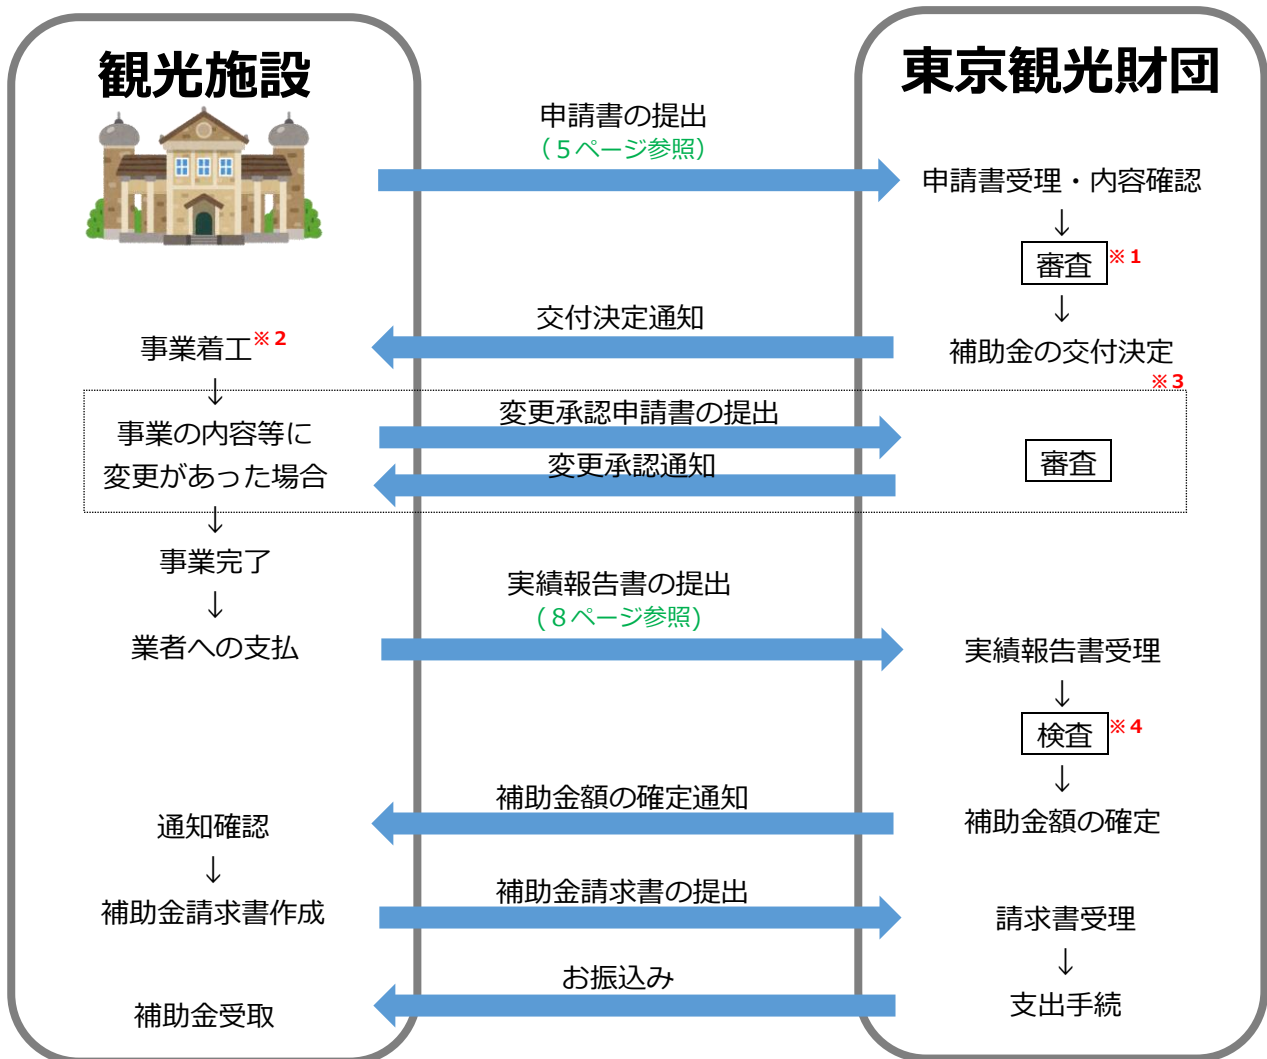 観光施設
東京観光財団
申請書の提出
（５ページ参照）
申請書受理・内容確認
↓
審査※１
↓
交付決定通知
事業着工※２
補助金の交付決定
※３
↓
変更承認申請書の提出
事業の内容等に
変更があった場合
変更承認通知
審査
↓
事業完了
↓
実績報告書の提出
(８ページ参照)
業者への支払
実績報告書受理
↓
検査※４
↓
補助金額の確定通知
通知確認
補助金額の確定
↓
補助金請求書の提出
補助金請求書作成
請求書受理
↓
お振込み
補助金受取
支出手続